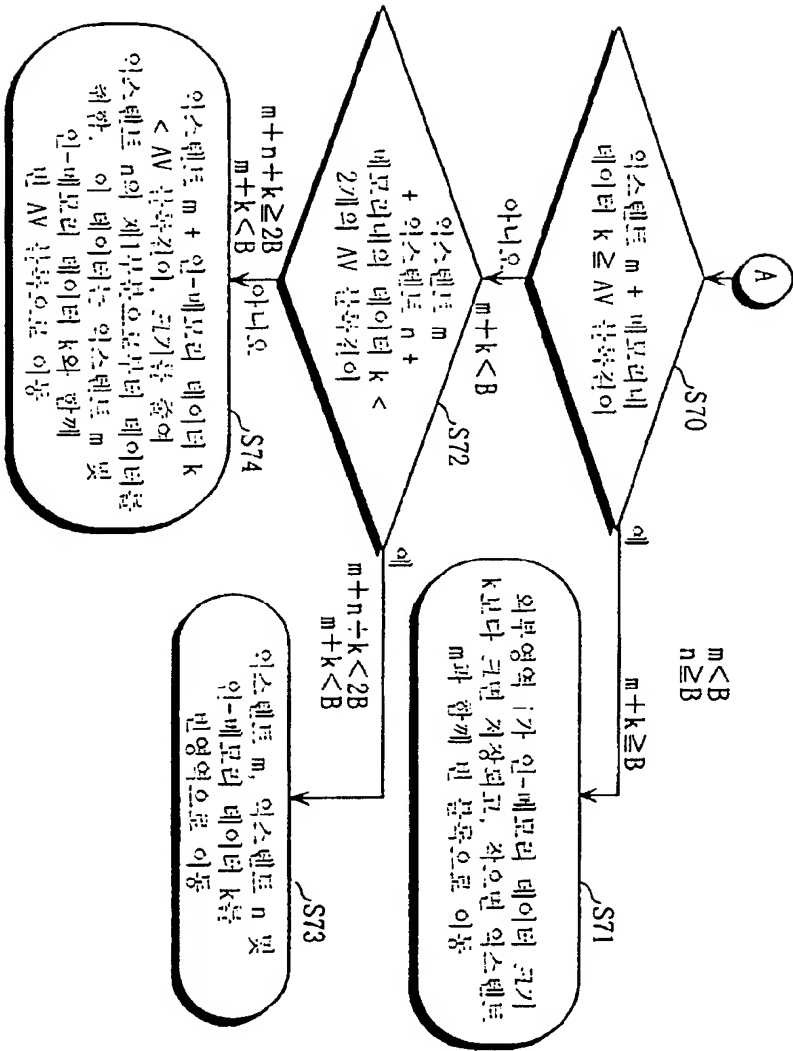 A
익스텐트 m + 메모리내
데이터 k ≧ AV 블록길이
S70
예
m<B
n≧B
m+k≧B
외부영역 i가 인-메모리 데이터 크기
k보다 크면 저장되고, 작으면 익스텐트
m과 함께 빈 블록으로 이동
S71
아니요
m+k<B
익스텐트 m
+ 익스텐트 n +
메모리내의 데이터 k <
2개의 AV 블록길이
S72
예
m+n+k<2B
m+k<B
익스텐트 m, 익스텐트 n 및
인-메모리 데이터 k를
빈영역으로 이동
S73
아니요
m+n+k≧2B
m+k<B
익스텐트 m + 인-메모리 데이터 k
< AV 블록길이, 크기를 줄여
익스텐트 n의 제1부분으로부터 데이터를
취함. 이 데이터는 익스텐트 m 및
인-메모리 데이터 k와 함께
빈 AV 블록으로 이동
S74